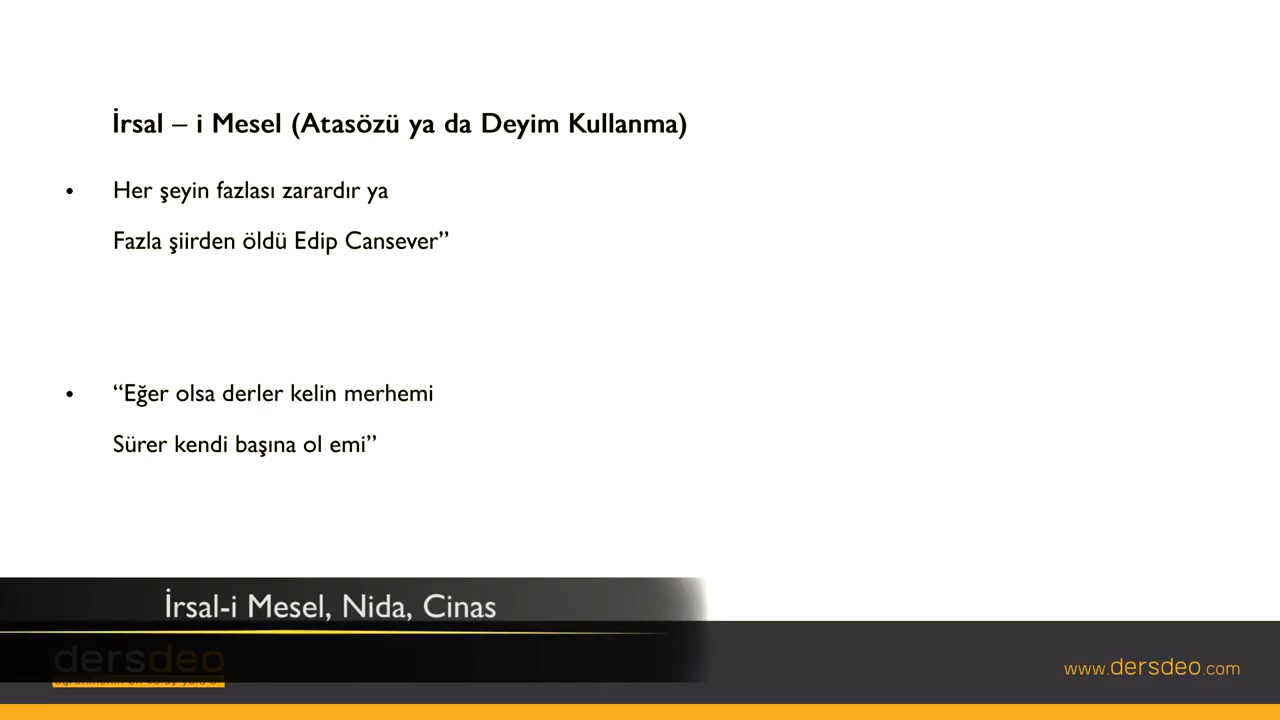 İrsal – i Mesel (Atasözü ya da Deyim Kullanma)
• Her şeyin fazlası zarardır ya
Fazla şiirden öldü Edip Cansever”
• “Eğer olsa derler kelin merhemi
Sürer kendi başına ol emi”
İrsal-i Mesel, Nida, Cinas
dersdeo
www.dersdeo.com